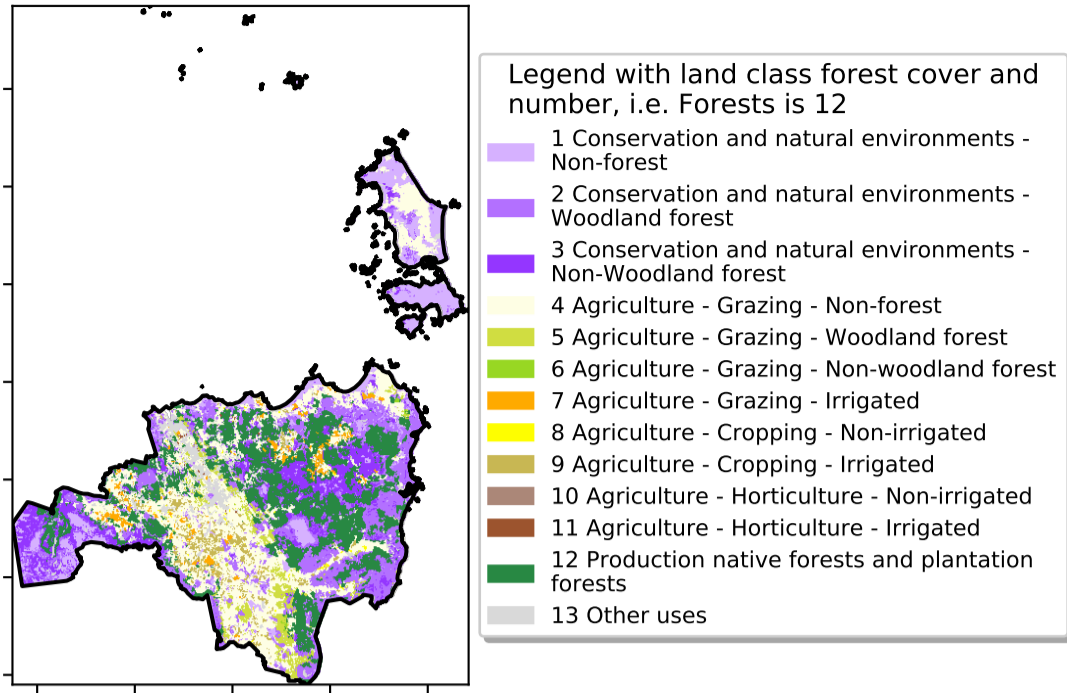 Legend with land class forest cover and
number, i.e. Forests is 12
1 Conservation and natural environments -
Non-forest
2 Conservation and natural environments -
Woodland forest
3 Conservation and natural environments -
Non-Woodland forest
4 Agriculture - Grazing - Non-forest
5 Agriculture - Grazing - Woodland forest
6 Agriculture - Grazing - Non-woodland forest
7 Agriculture - Grazing - Irrigated
8 Agriculture - Cropping - Non-irrigated
9 Agriculture - Cropping - Irrigated
10 Agriculture - Horticulture - Non-irrigated
11 Agriculture - Horticulture - Irrigated
12 Production native forests and plantation
forests
13 Other uses